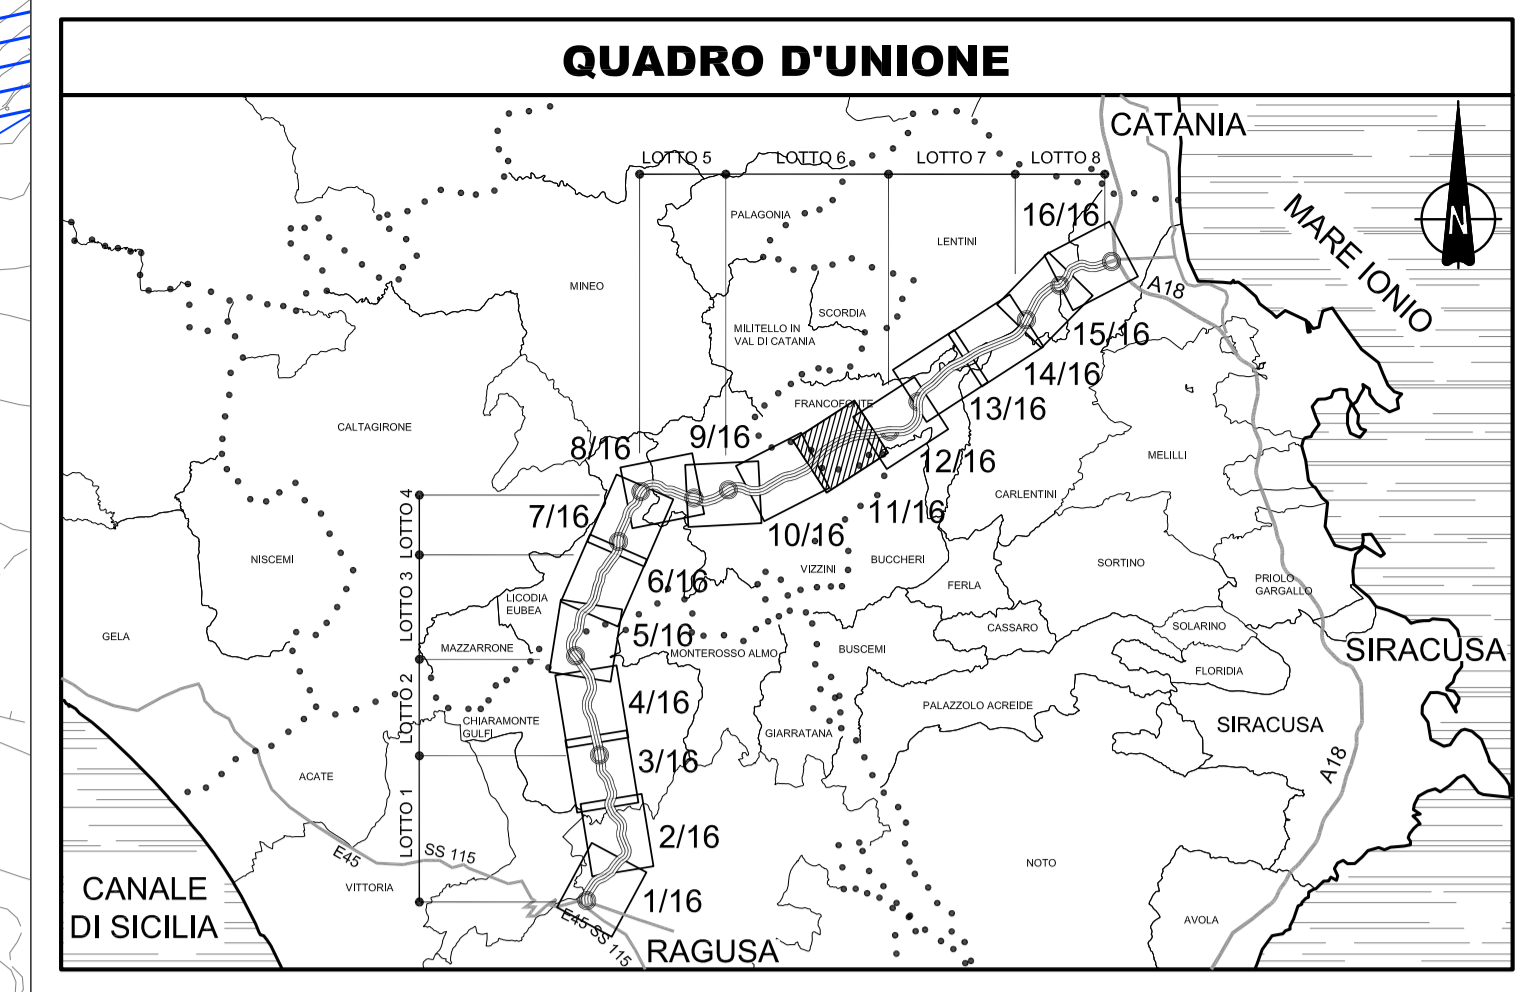 QUADRO D'UNIONE
CATANIA
LOTTO 5
LOTTO 6
LOTTO 7
LOTTO 8
N
MARE IONIO
16/16
PALAGONIA
LENTINI
MINEO
A18
SCORDIA
MILITELLO IN
VAL DI CATANIA
15/16
14/16
FRANCOFONTE
13/16
CALTAGIRONE
8/16
9/16
12/16
MELILLI
CARLENTINI
7/16
10/16
11/16
LOTTO 4
NISCEMI
VIZZINI
BUCCHERI
SORTINO
FERLA
PRIOLO
GARGALLO
6/16
LOTTO 3
LICODIA
EUBEA
GELA
5/16
CASSARO
SOLARINO
MAZZARRONE
MONTEROSSO ALMO
BUSCEMI
SIRACUSA
FLORIDIA
4/16
LOTTO 2
CHIARAMONTE
GULFI
GIARRATANA
PALAZZOLO ACREIDE
SIRACUSA
3/16
ACATE
A18
LOTTO 1
2/16
E45
SS 115
NOTO
CANALE
DI SICILIA
VITTORIA
1/16
AVOLA
E45 SS 115
RAGUSA